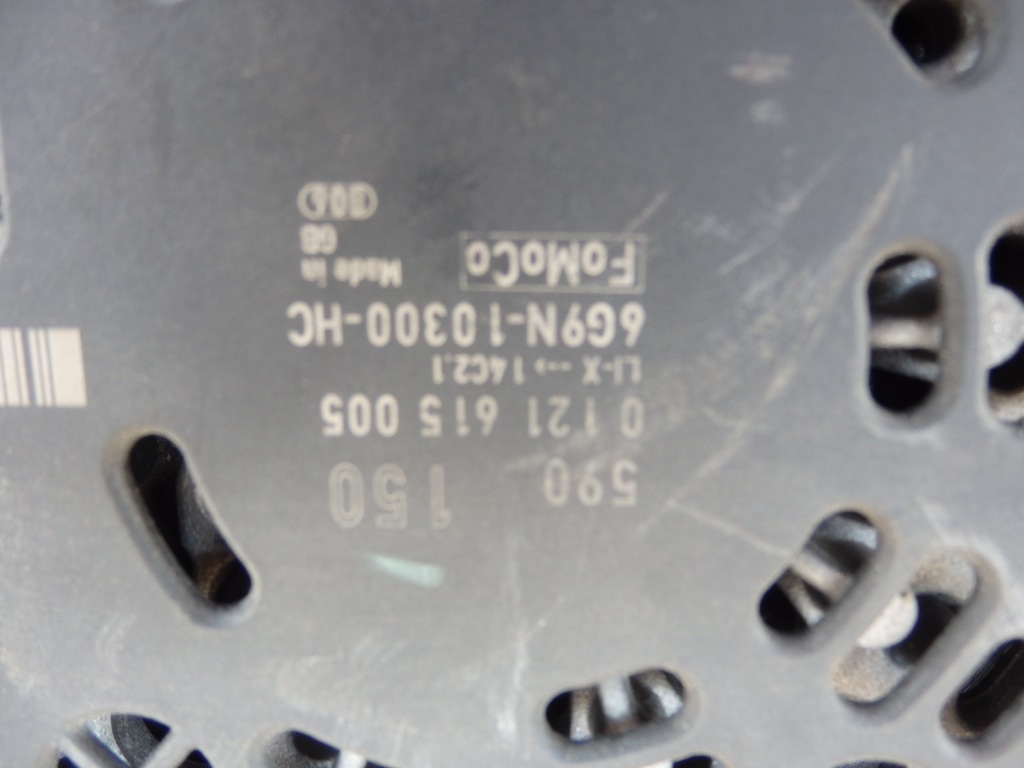 590 150
0 121 615 005
LI-X --> 14C2.1
6G9N-10300-HC
FoMoCo
Made in
GB